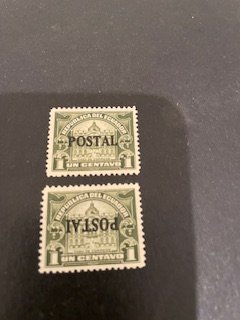 REPUBLICA DEL ECUADOR
POSTAL
1 1
UN CENTAVO
REPUBLICA DEL ECUADOR
POSTAL
1 1
UN CENTAVO